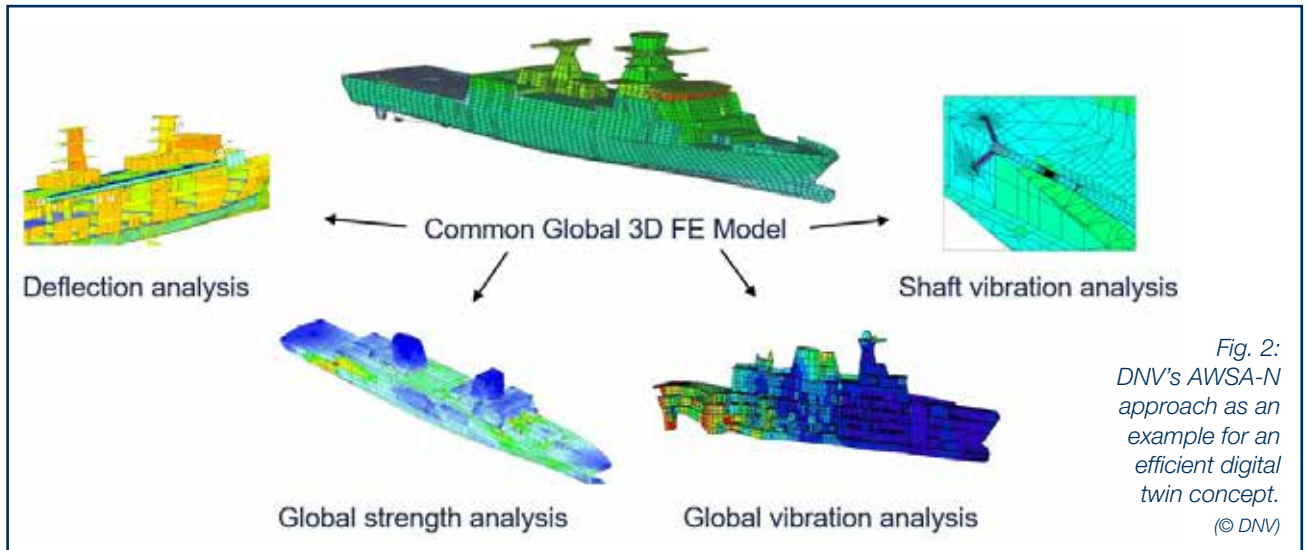 Common Global 3D FE Model
Deflection analysis
Shaft vibration analysis
Global strength analysis
Global vibration analysis
Fig. 2:
DNV's AWSA-N
approach as an
example for an
efficient digital
twin concept.
(© DNV)